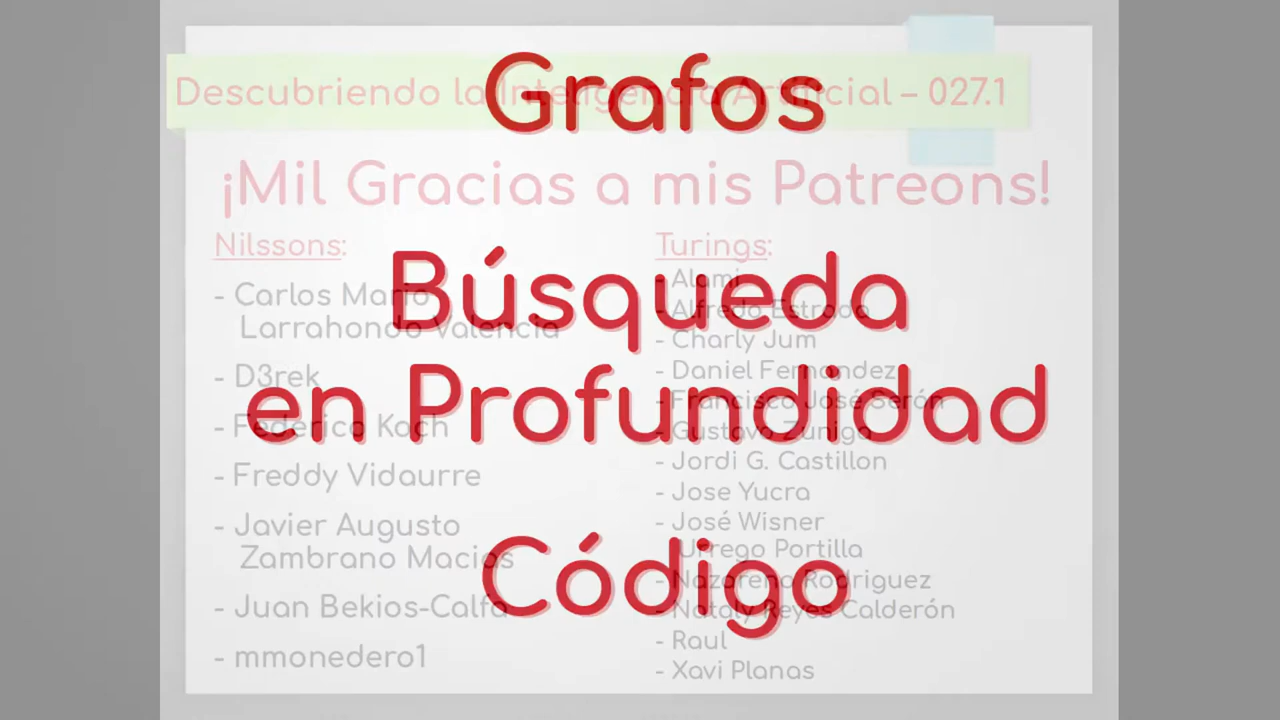 Grafos
Descubriendo la Inteligencia Artificial – 027.1
¡Mil Gracias a mis Patreons!
Nilssons:
- Carlos Mario
Larrahondo Valencia
- D3rek
- Federico Koch
- Freddy Vidaurre
- Javier Augusto
Zambrano Macias
- Juan Bekios-Calfa
- mmonedero1
Turings:
- Alami
- Alfredo Estrada
- Charly Jum
- Daniel Fernandez
- Francisco José Serón
- Gustavo Zuñiga
- Jordi G. Castillon
- Jose Yucra
- José Wisner
Urrego Portilla
- Nazareno Rodriguez
- Nataly Reyes Calderón
- Raul
- Xavi Planas
Búsqueda
en Profundidad
Código